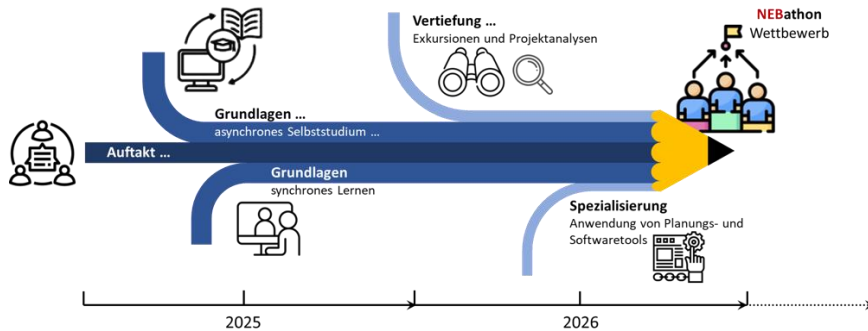 NEBathon
Wettbewerb
Vertiefung ...
Exkursionen und Projektanalysen
Grundlagen ...
asynchrones Selbststudium ...
Auftakt ...
Grundlagen
synchrones Lernen
Spezialisierung
Anwendung von Planungs- und
Softwaretools
2025
2026